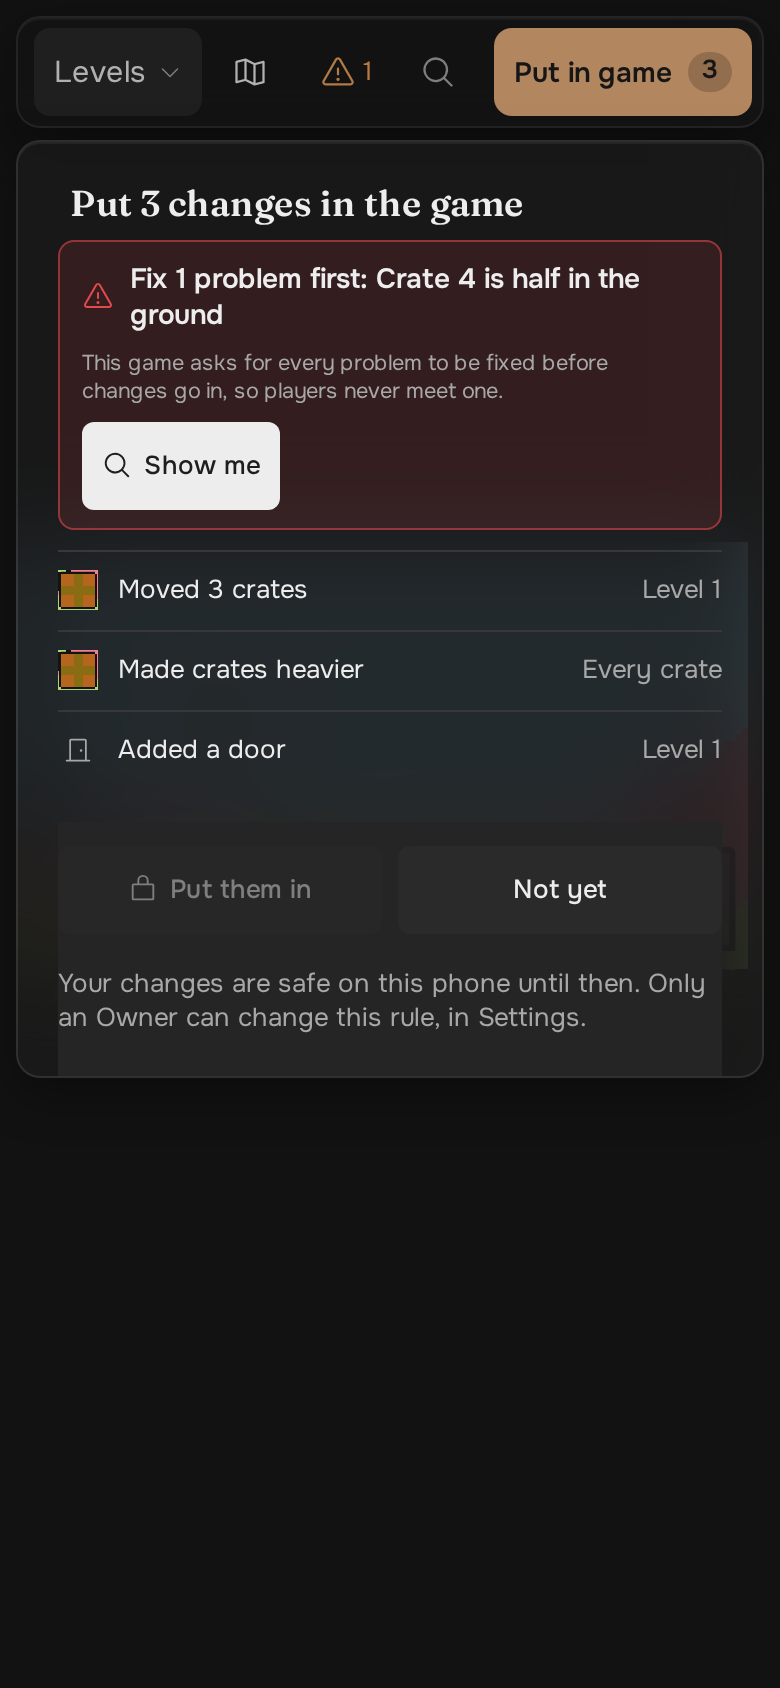 Levels
1
Put in game 3
Put 3 changes in the game
Fix 1 problem first: Crate 4 is half in the
ground
This game asks for every problem to be fixed before
changes go in, so players never meet one.
Show me
Moved 3 crates Level 1
Made crates heavier Every crate
Added a door Level 1
Put them in Not yet
Your changes are safe on this phone until then. Only
an Owner can change this rule, in Settings.